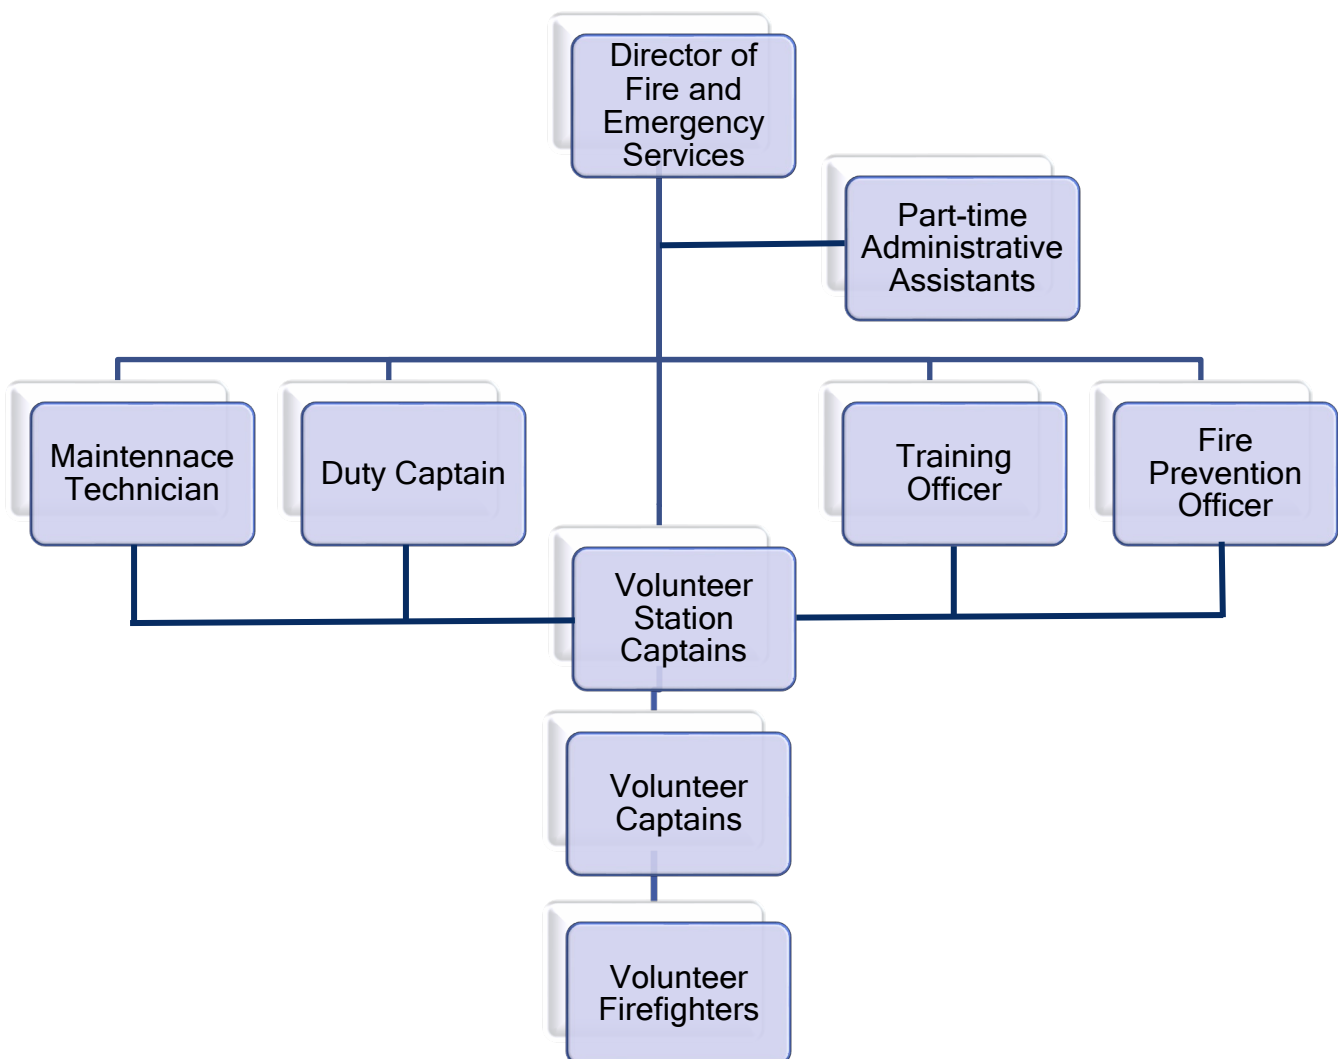 Director of
Fire and
Emergency
Services
Part-time
Administrative
Assistants
Maintennace
Technician
Duty Captain
Training
Officer
Fire
Prevention
Officer
Volunteer
Station
Captains
Volunteer
Captains
Volunteer
Firefighters